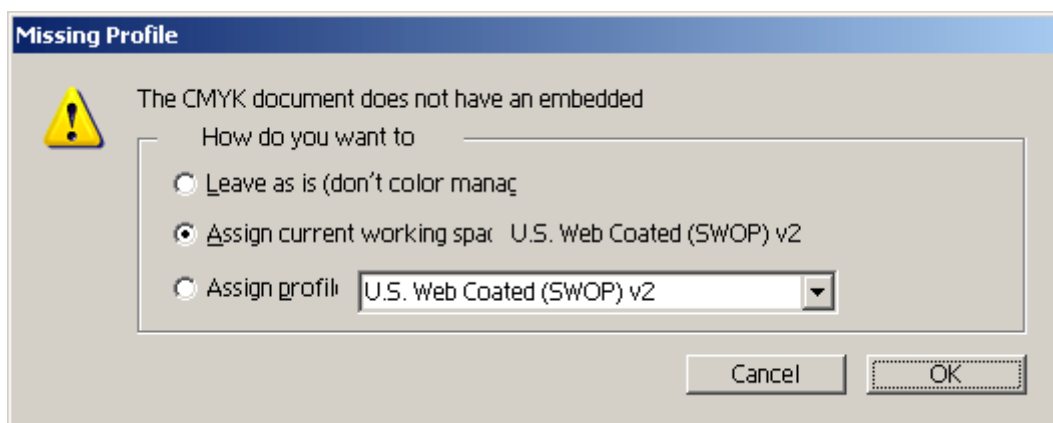 Missing Profile
The CMYK document does not have an embedded
How do you want to
Leave as is (don't color manag
Assign current working spac U.S. Web Coated (SWOP) v2
Assign profil U.S. Web Coated (SWOP) v2
Cancel OK